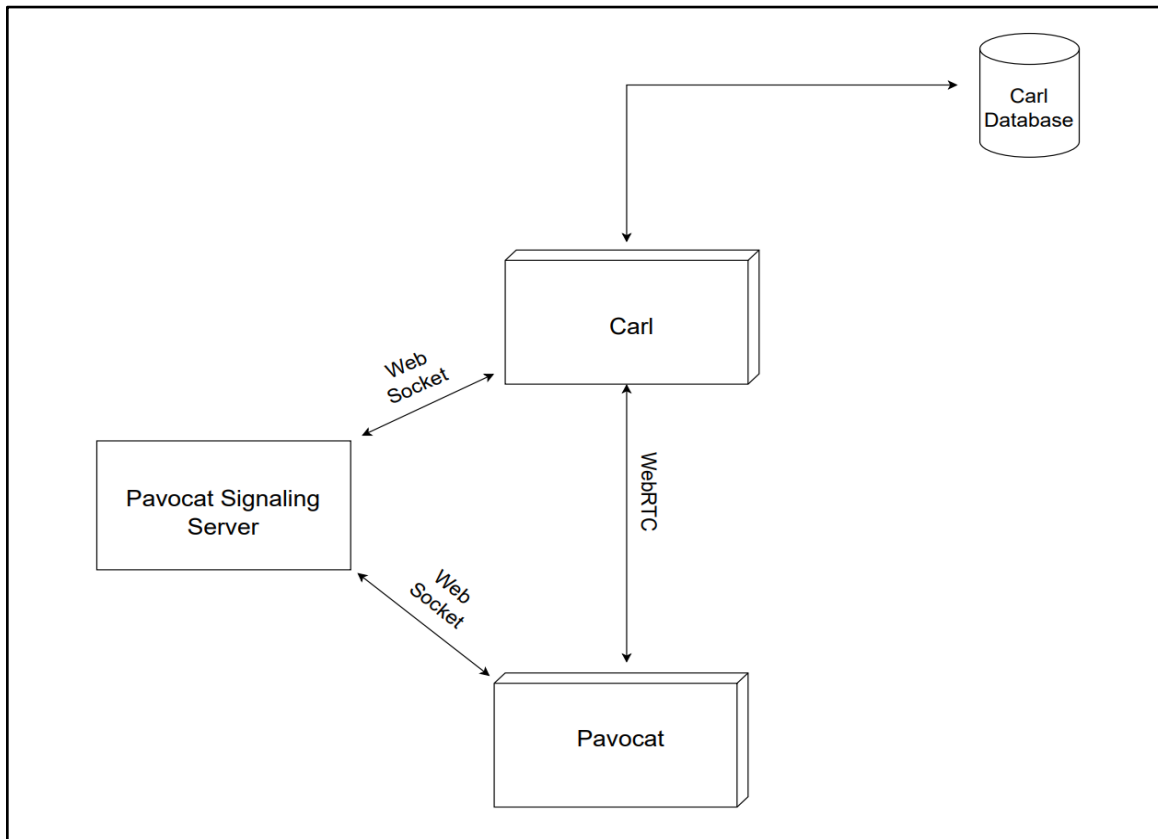 Carl
Database
Carl
Web
Socket
Pavocat Signaling
Server
WebRTC
Web
Socket
Pavocat